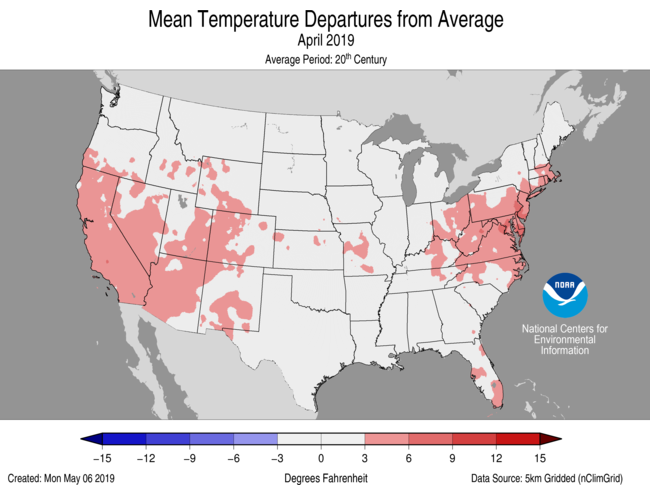 Mean Temperature Departures from Average
April 2019
Average Period: 20th Century
NOAA
National Centers for
Environmental
Information
−15 −12 −9 −6 −3 0 3 6 9 12 15
Created: Mon May 06 2019 Degrees Fahrenheit Data Source: 5km Gridded (nClimGrid)